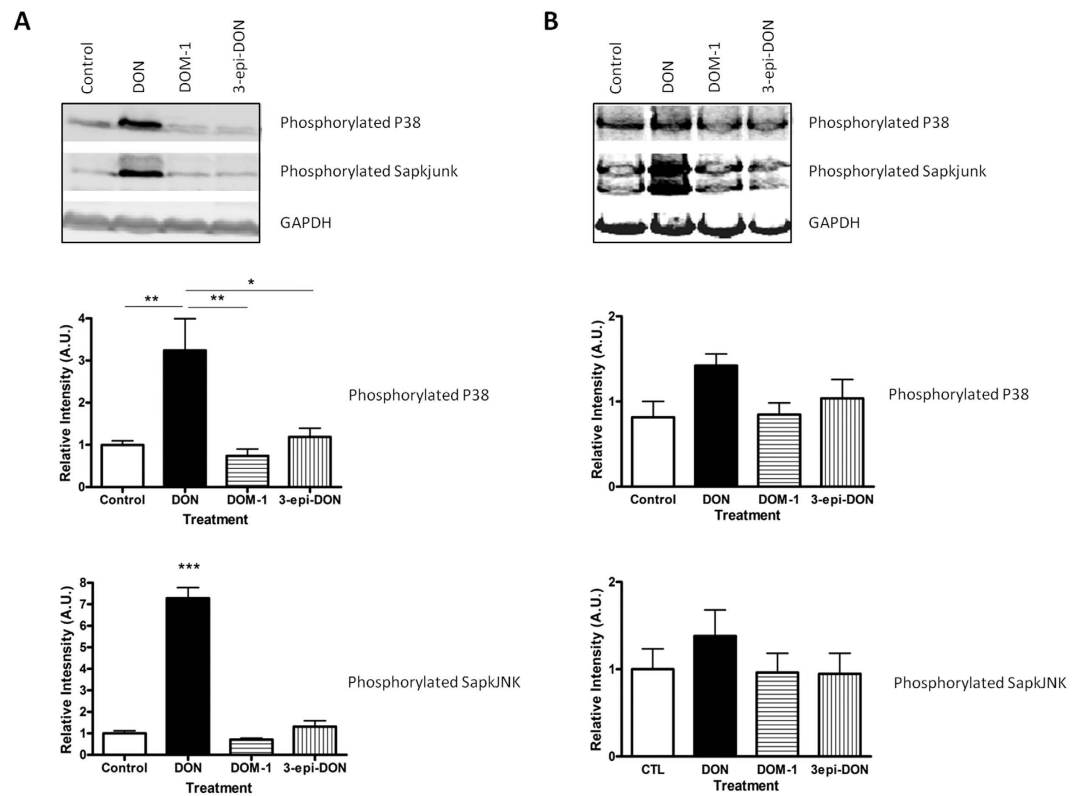 A
Control
DON
DOM-1
3-epi-DON
Phosphorylated P38
Phosphorylated Sapkjunk
GAPDH
**
**
*
4
3
2
1
0
Relative Intensity (A.U.)
Control
DON
DOM-1
3-epi-DON
Treatment
Phosphorylated P38
***
8
7
6
5
4
3
2
1
0
Relative Intesnsity (A.U.)
Control
DON
DOM-1
3-epi-DON
Treatment
Phosphorylated SapkJNK
B
Control
DON
DOM-1
3-epi-DON
Phosphorylated P38
Phosphorylated Sapkjunk
GAPDH
2
1
0
Relative Intensity (A.U.)
Control
DON
DOM-1
3-epi-DON
Treatment
Phosphorylated P38
2
1
0
Relative Intensity (A.U.)
CTL
DON
DOM-1
3epi-DON
Treatment
Phosphorylated SapkJNK